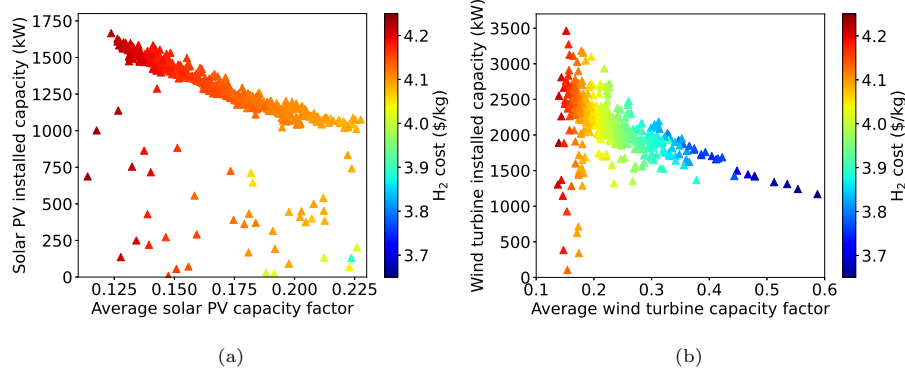 1750
1500
1250
1000
750
500
250
0
Solar PV installed capacity (kW)
0.125 0.150 0.175 0.200 0.225
Average solar PV capacity factor
4.2
4.1
4.0
3.9
3.8
3.7
H₂ cost ($/kg)
(a)
3500
3000
2500
2000
1500
1000
500
0
Wind turbine installed capacity (kW)
0.1 0.2 0.3 0.4 0.5 0.6
Average wind turbine capacity factor
4.2
4.1
4.0
3.9
3.8
3.7
H₂ cost ($/kg)
(b)